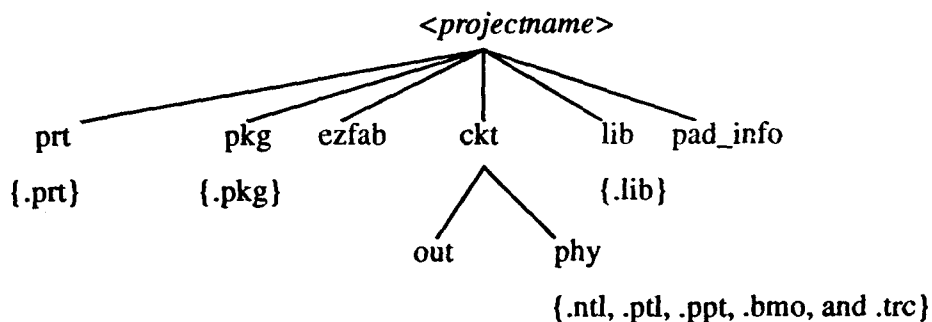 <projectname>
prt pkg ezfab ckt lib pad_info
{.prt} {.pkg} {.lib}
out phy
{.ntl, .ptl, .ppt, .bmo, and .trc}